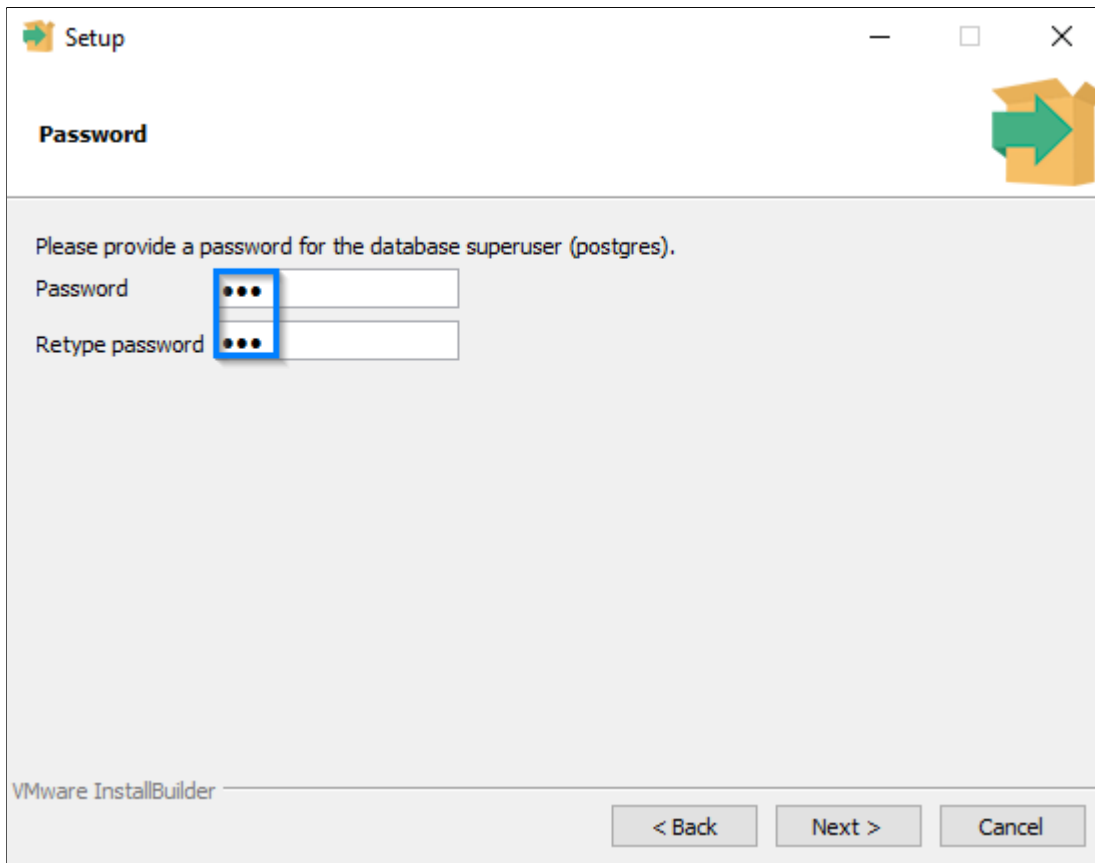 Setup
Password
Please provide a password for the database superuser (postgres).
Password •••
Retype password •••
VMware InstallBuilder
< Back Next > Cancel